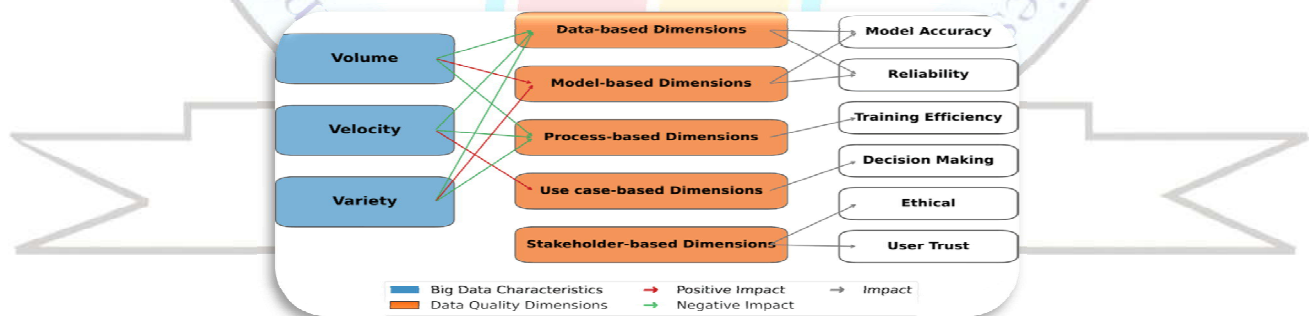 Volume
Velocity
Variety
Data-based Dimensions
Model-based Dimensions
Process-based Dimensions
Use case-based Dimensions
Stakeholder-based Dimensions
Model Accuracy
Reliability
Training Efficiency
Decision Making
Ethical
User Trust
Big Data Characteristics
Positive Impact
Impact
Data Quality Dimensions
Negative Impact